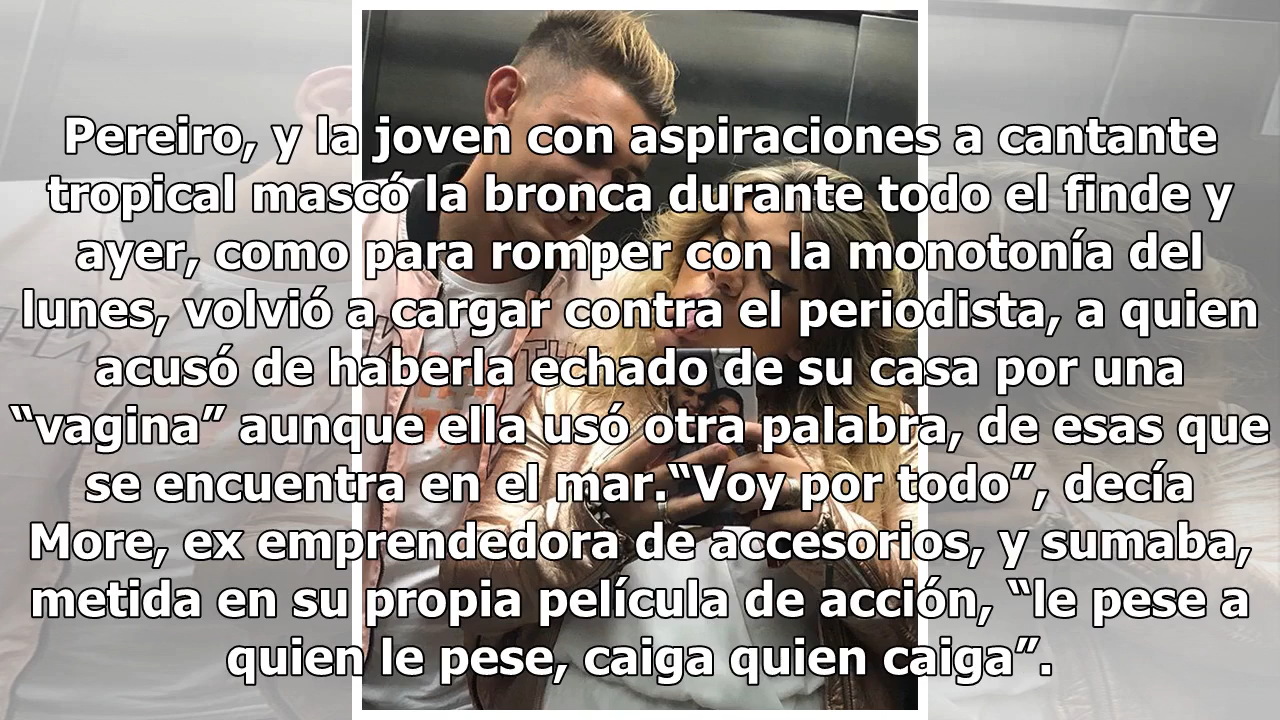 Pereiro, y la joven con aspiraciones a cantante
tropical mascó la bronca durante todo el finde y
ayer, como para romper con la monotonía del
lunes, volvió a cargar contra el periodista, a quien
acusó de haberla echado de su casa por una
“vagina” aunque ella usó otra palabra, de esas que
se encuentra en el mar.“Voy por todo”, decía
More, ex emprendedora de accesorios, y sumaba,
metida en su propia película de acción, “le pese a
quien le pese, caiga quien caiga”.